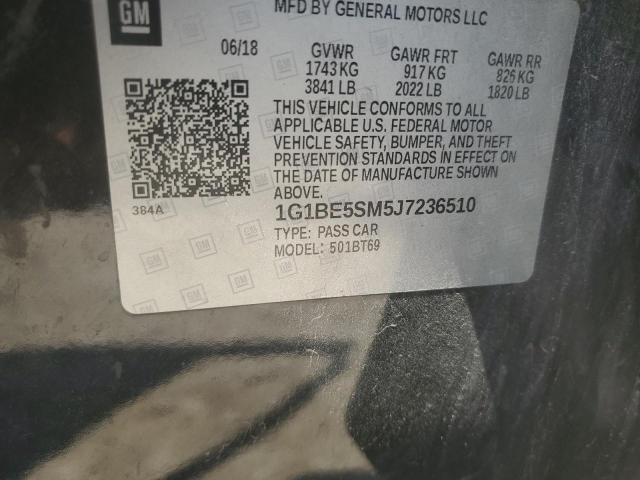 GM
MFD BY GENERAL MOTORS LLC
06/18 GVWR GAWR FRT GAWR RR
1743 KG 917 KG 826 KG
3841 LB 2022 LB 1820 LB
THIS VEHICLE CONFORMS TO ALL
APPLICABLE U.S. FEDERAL MOTOR
VEHICLE SAFETY, BUMPER, AND THEFT
PREVENTION STANDARDS IN EFFECT ON
THE DATE OF MANUFACTURE SHOWN
ABOVE.
384A
1G1BE5SM5J7236510
TYPE: PASS CAR
MODEL: 501BT69